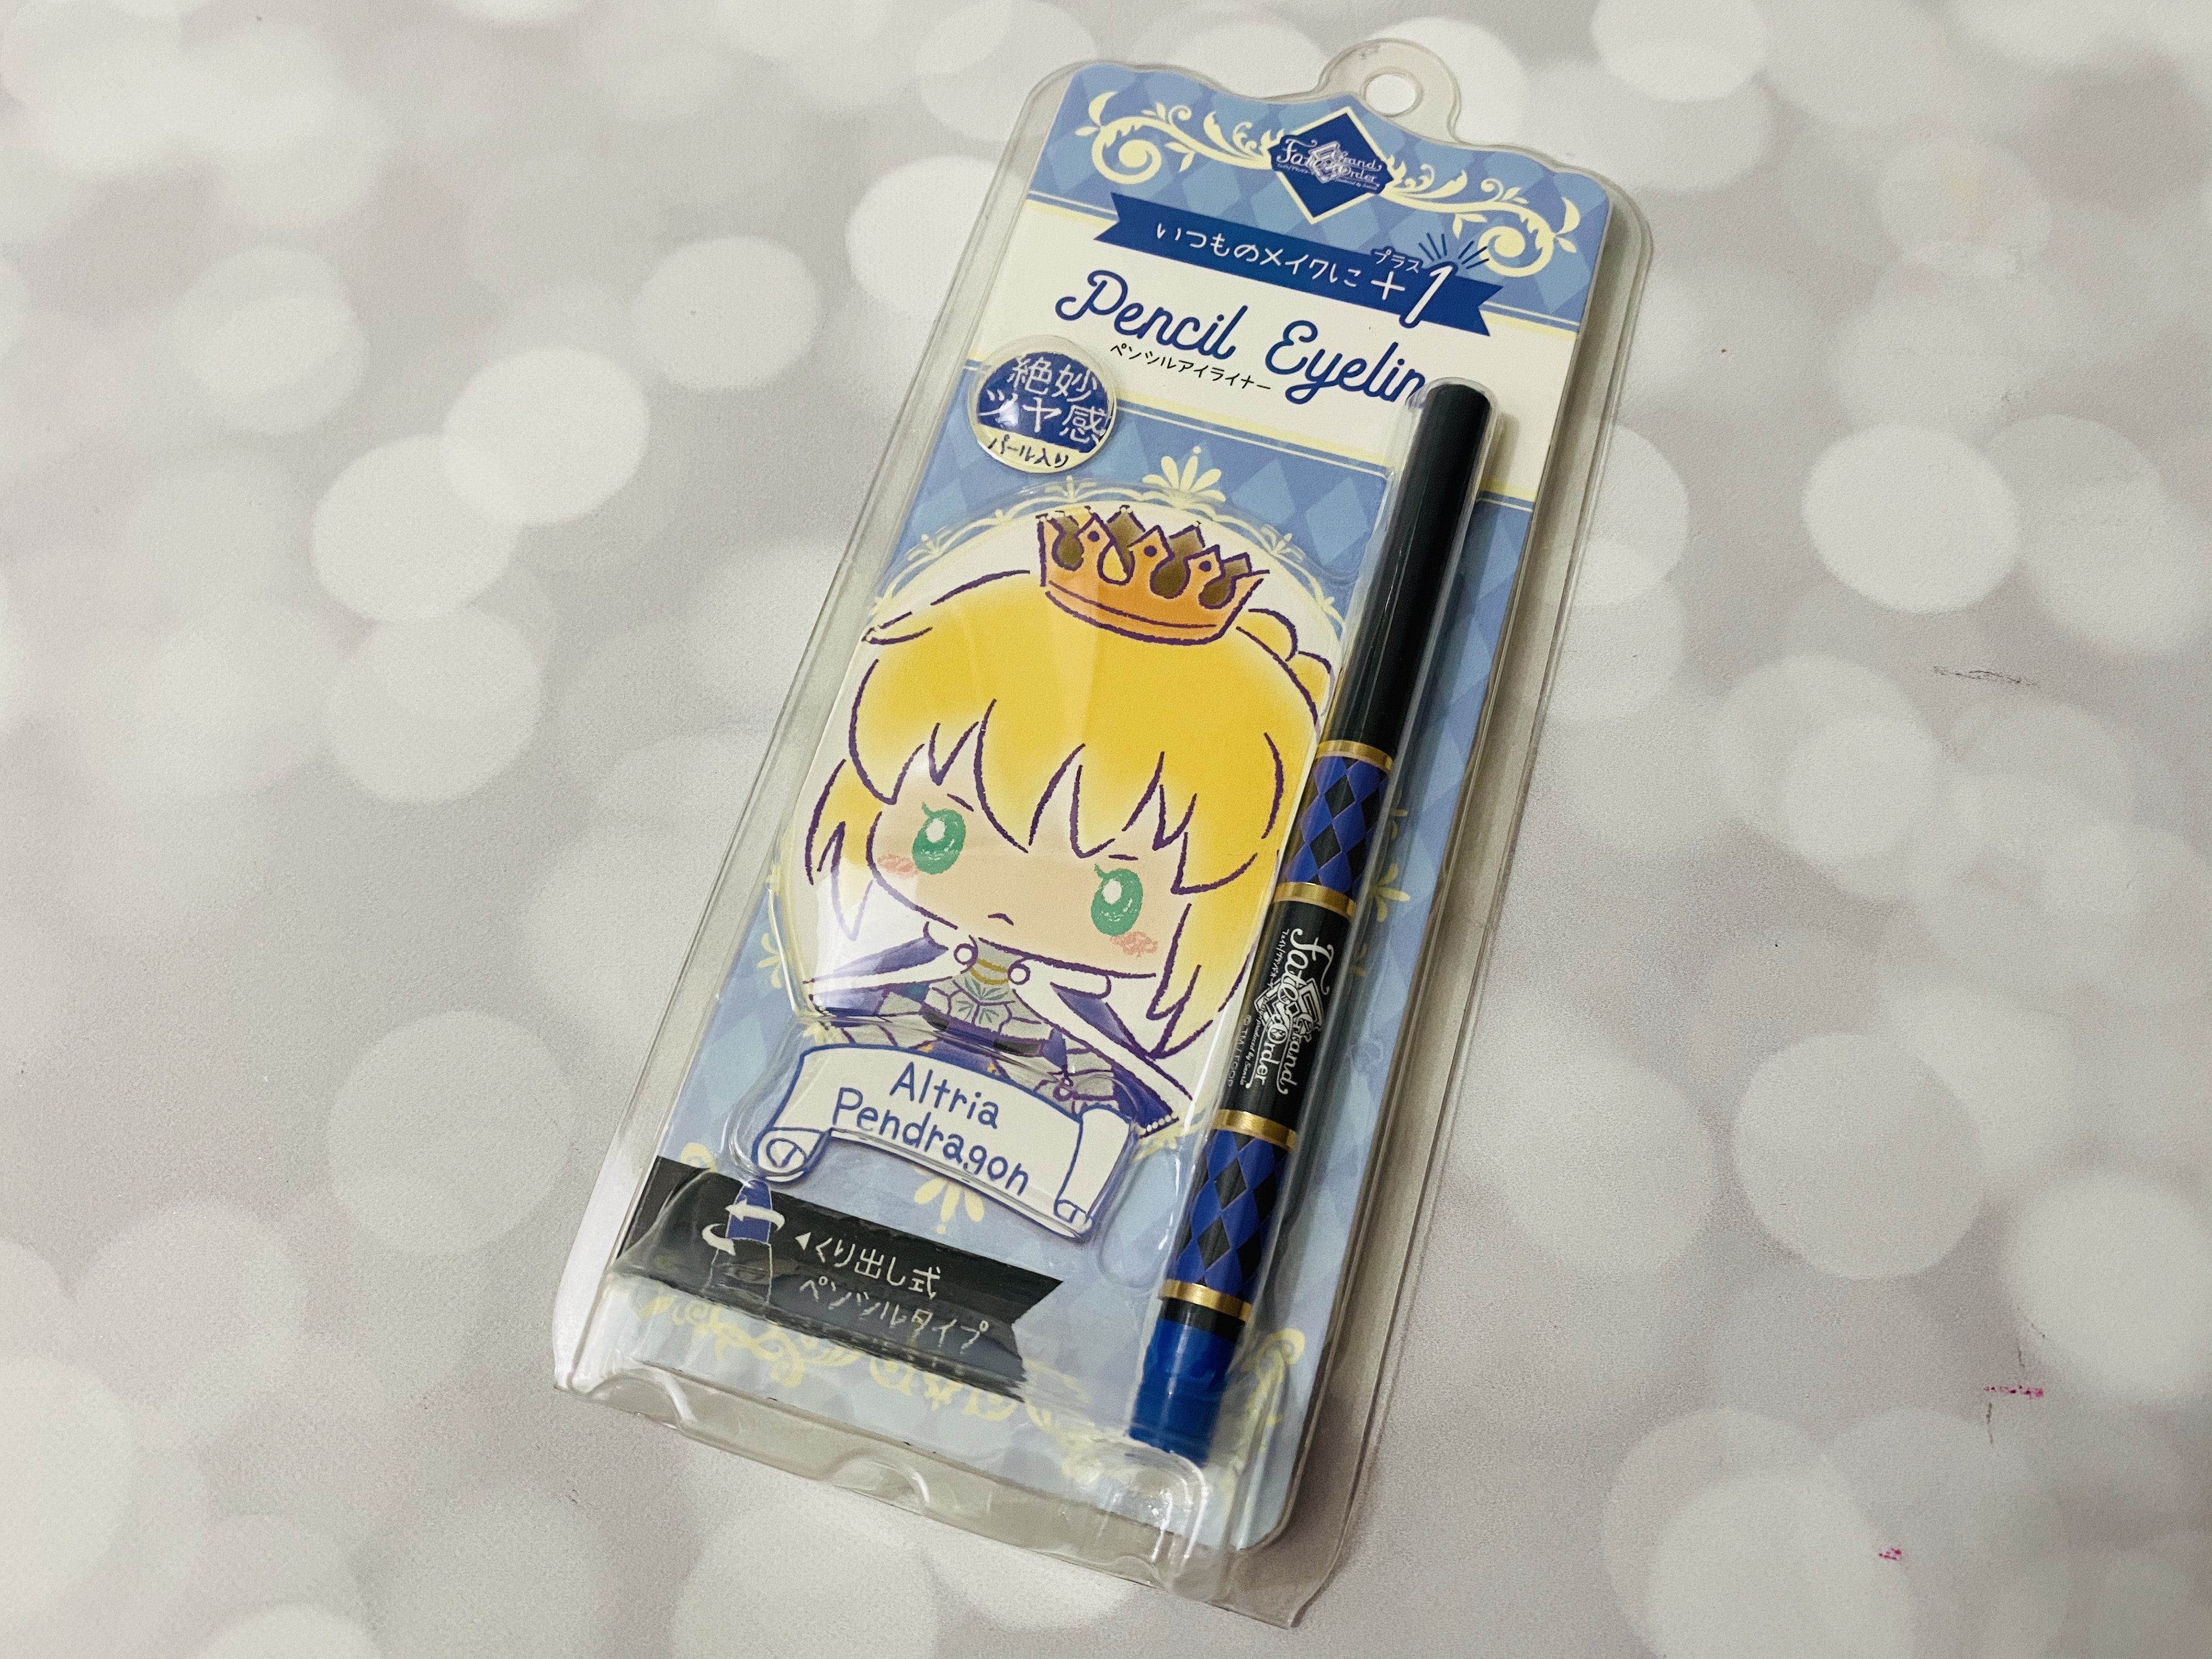 Fate Grand Order
いつものメイクに+1
プラス
Pencil Eyelin
ペンシルアイライナー
絶妙
ツヤ感
パール入り
Altria
Pendragon
くり出し式
ペンシルタイプ
Fate Grand Order